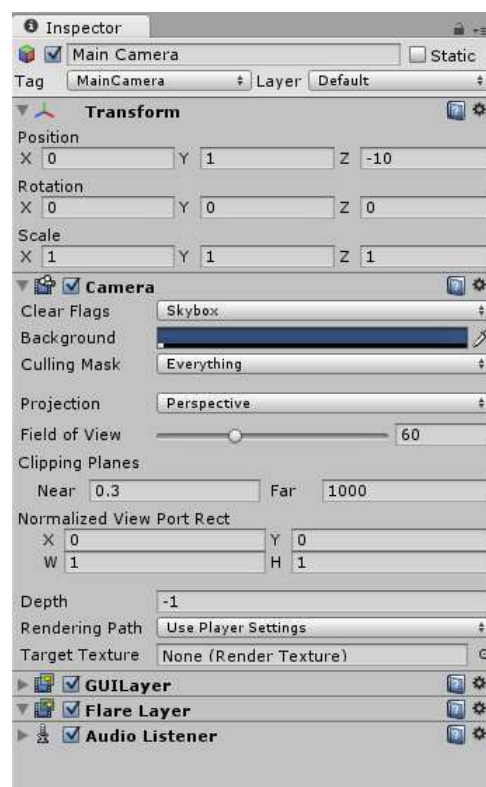 Inspector
Main Camera Static
Tag MainCamera Layer Default
Transform
Position
X 0 Y 1 Z -10
Rotation
X 0 Y 0 Z 0
Scale
X 1 Y 1 Z 1
Camera
Clear Flags Skybox
Background
Culling Mask Everything
Projection Perspective
Field of View 60
Clipping Planes
Near 0.3 Far 1000
Normalized View Port Rect
X 0 Y 0
W 1 H 1
Depth -1
Rendering Path Use Player Settings
Target Texture None (Render Texture)
GUILayer
Flare Layer
Audio Listener